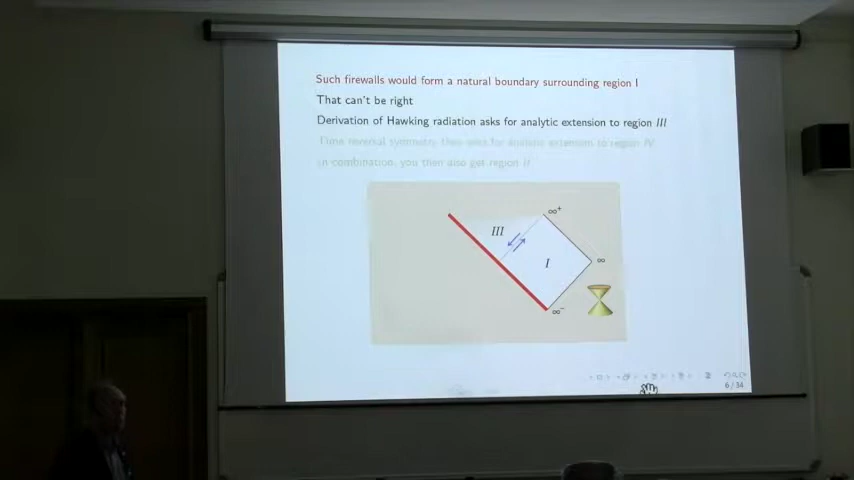 Such firewalls would form a natural boundary surrounding region I
That can't be right
Derivation of Hawking radiation asks for analytic extension to region III
Time reversal symmetry then asks for analytic extension to region IV
In combination, you then also get region II
∞⁺
III
I
∞
∞⁻
6 / 34